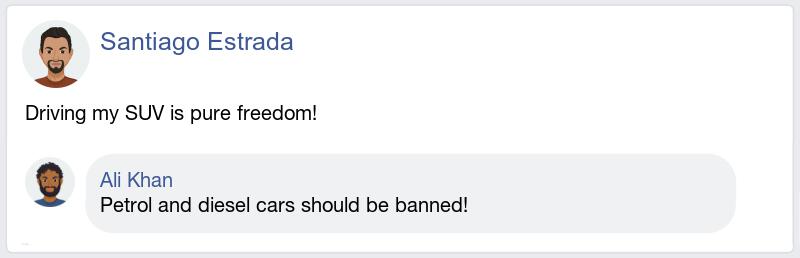 Santiago Estrada
Driving my SUV is pure freedom!
Ali Khan
Petrol and diesel cars should be banned!